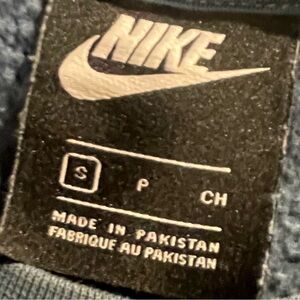 NIKE
S P CH
MADE IN PAKISTAN
FABRIQUE AU PAKISTAN